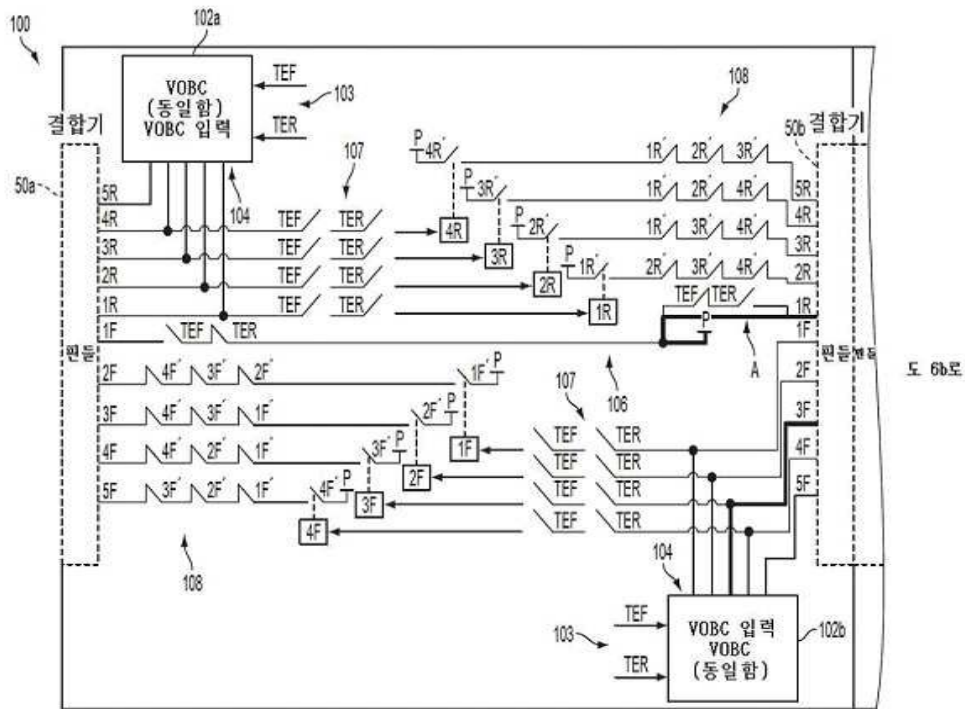 100
102a
VOBC
(동일함)
VOBC 입력
TEF
TER
103
104
결합기
50a
핀들
108
50b
결합기
107
5R
4R
3R
2R
1R
1F
2F
3F
4F
5F
TEF TER
TEF TER
TEF TER
TEF TER
TEF TER
P 4R′
P 3R′
P 2R′
P 1R′
4R
3R
2R
1R
1R′ 2R′ 3R′
1R′ 2R′ 4R′
1R′ 3R′ 4R′
2R′ 3R′ 4R′
TEF TER
P
A
106
5R
4R
3R
2R
1R
1F
2F
3F
4F
5F
핀들
핀들
도 6b로
4F′ 3F′ 2F′
4F′ 3F′ 1F′
4F′ 2F′ 1F′
3F′ 2F′ 1F′
1F′ P
2F′ P
3F′ P
4F′ P
1F
2F
3F
4F
107
TEF TER
TEF TER
TEF TER
TEF TER
108
104
103
TEF
TER
VOBC 입력
VOBC
(동일함)
102b